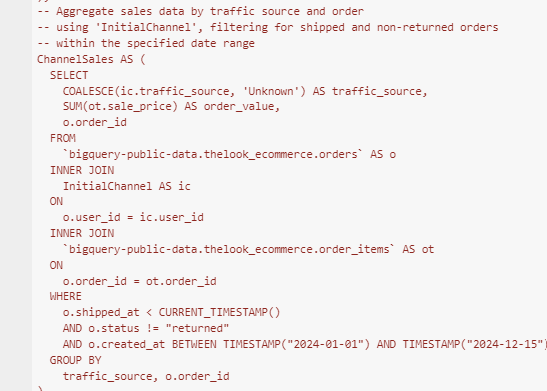 -- Aggregate sales data by traffic source and order
-- using 'InitialChannel', filtering for shipped and non-returned orders
-- within the specified date range
ChannelSales AS (
  SELECT
    COALESCE(ic.traffic_source, 'Unknown') AS traffic_source,
    SUM(ot.sale_price) AS order_value,
    o.order_id
  FROM
    `bigquery-public-data.thelook_ecommerce.orders` AS o
  INNER JOIN
    InitialChannel AS ic
  ON
    o.user_id = ic.user_id
  INNER JOIN
    `bigquery-public-data.thelook_ecommerce.order_items` AS ot
  ON
    o.order_id = ot.order_id
  WHERE
    o.shipped_at < CURRENT_TIMESTAMP()
    AND o.status != "returned"
    AND o.created_at BETWEEN TIMESTAMP("2024-01-01") AND TIMESTAMP("2024-12-15")
  GROUP BY
    traffic_source, o.order_id